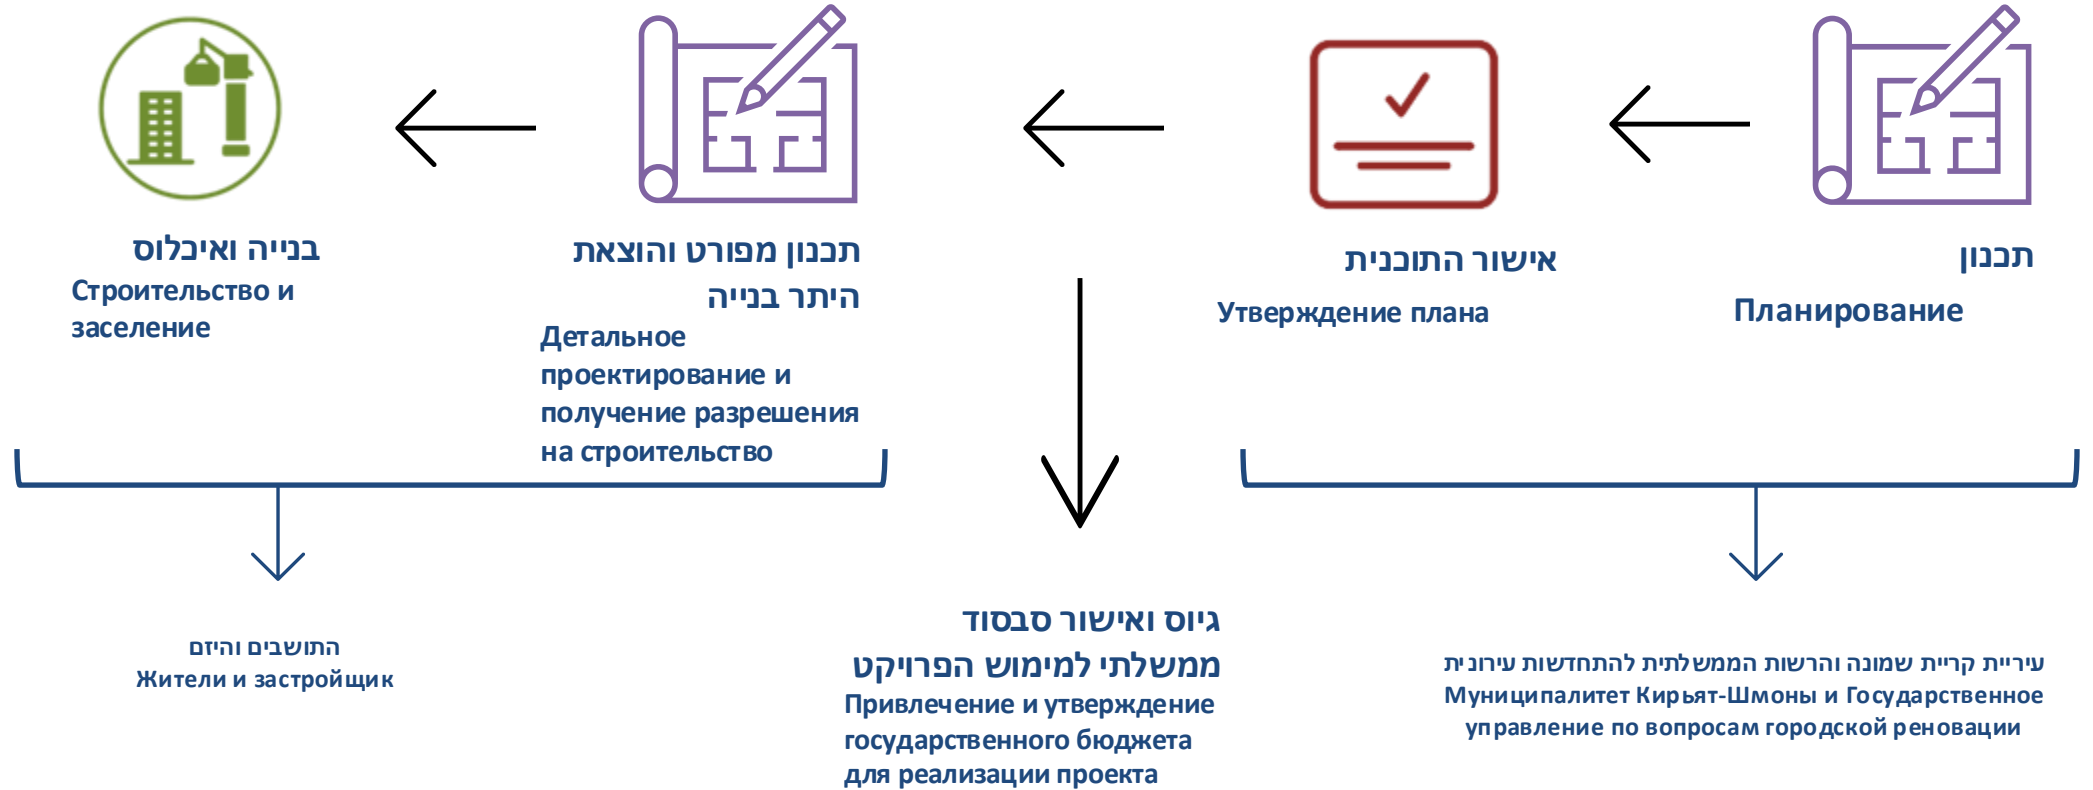 תכנון
Планирование
אישור התוכנית
Утверждение плана
תכנון מפורט והוצאת
היתר בנייה
Детальное
проектирование и
получение разрешения
на строительство
בנייה ואיכלוס
Строительство и
заселение
עיריית קריית שמונה והרשות הממשלתית להתחדשות עירונית
Муниципалитет Кирьят-Шмоны и Государственное
управление по вопросам городской реновации
גיוס ואישור סבסוד
ממשלתי למימוש הפרויקט
Привлечение и утверждение
государственного бюджета
для реализации проекта
התושבים והיזם
Жители и застройщик